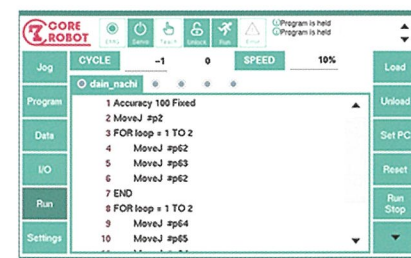 CORE
ROBOT
Servo
Teach
Unlock
Run
Error
Program is held
Program is held
Jog
CYCLE
-1
0
SPEED
10%
Load
dain_nachi
Program
1 Accuracy 100 Fixed
2 MoveJ #p2
3 FOR loop = 1 TO 2
4 MoveJ #p62
5 MoveJ #p63
6 MoveJ #p62
7 END
8 FOR loop = 1 TO 2
9 MoveJ #p64
10 MoveJ #p65
Unload
Data
Set PC
I/O
Reset
Run
Run
Stop
Settings